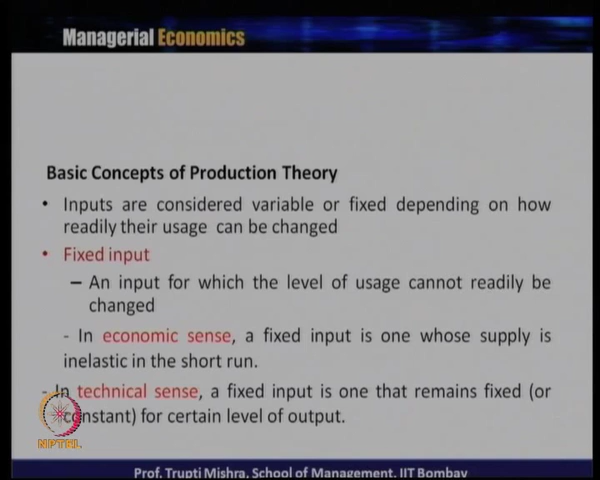 Managerial Economics
Basic Concepts of Production Theory
• Inputs are considered variable or fixed depending on how
readily their usage can be changed
• Fixed input
– An input for which the level of usage cannot readily be
changed
- In economic sense, a fixed input is one whose supply is
inelastic in the short run.
- In technical sense, a fixed input is one that remains fixed (or
constant) for certain level of output.
NPTEL
Prof. Trupti Mishra, School of Management, IIT Bombay